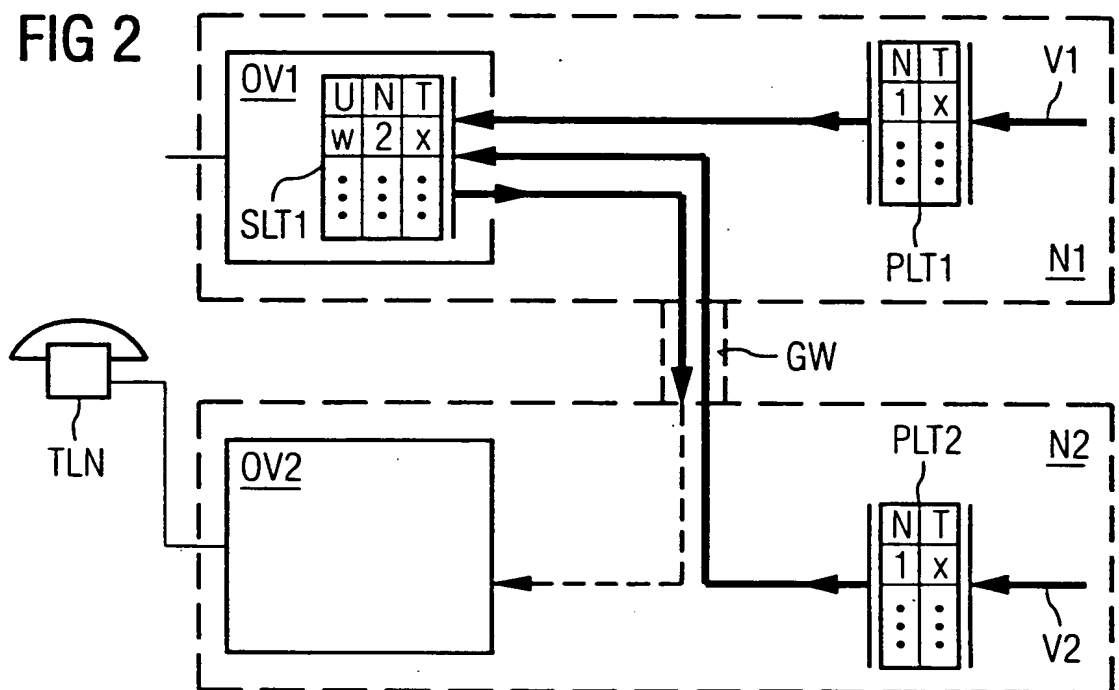 FIG 2
OV1
U N T
w 2 x
SLT1
N T
1 x
V1
PLT1
N1
GW
TLN
OV2
PLT2
N2
N T
1 x
V2